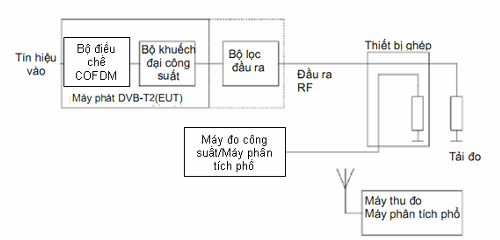 Tín hiệu
vào
Bộ điều
chế
COFDM
Bộ khuếch
đại công
suất
Máy phát DVB-T2(EUT)
Bộ lọc
đầu ra
Đầu ra
RF
Thiết bị ghép
Tải đo
Máy đo công
suất/Máy phân
tích phổ
Máy thu đo
Máy phân tích phổ